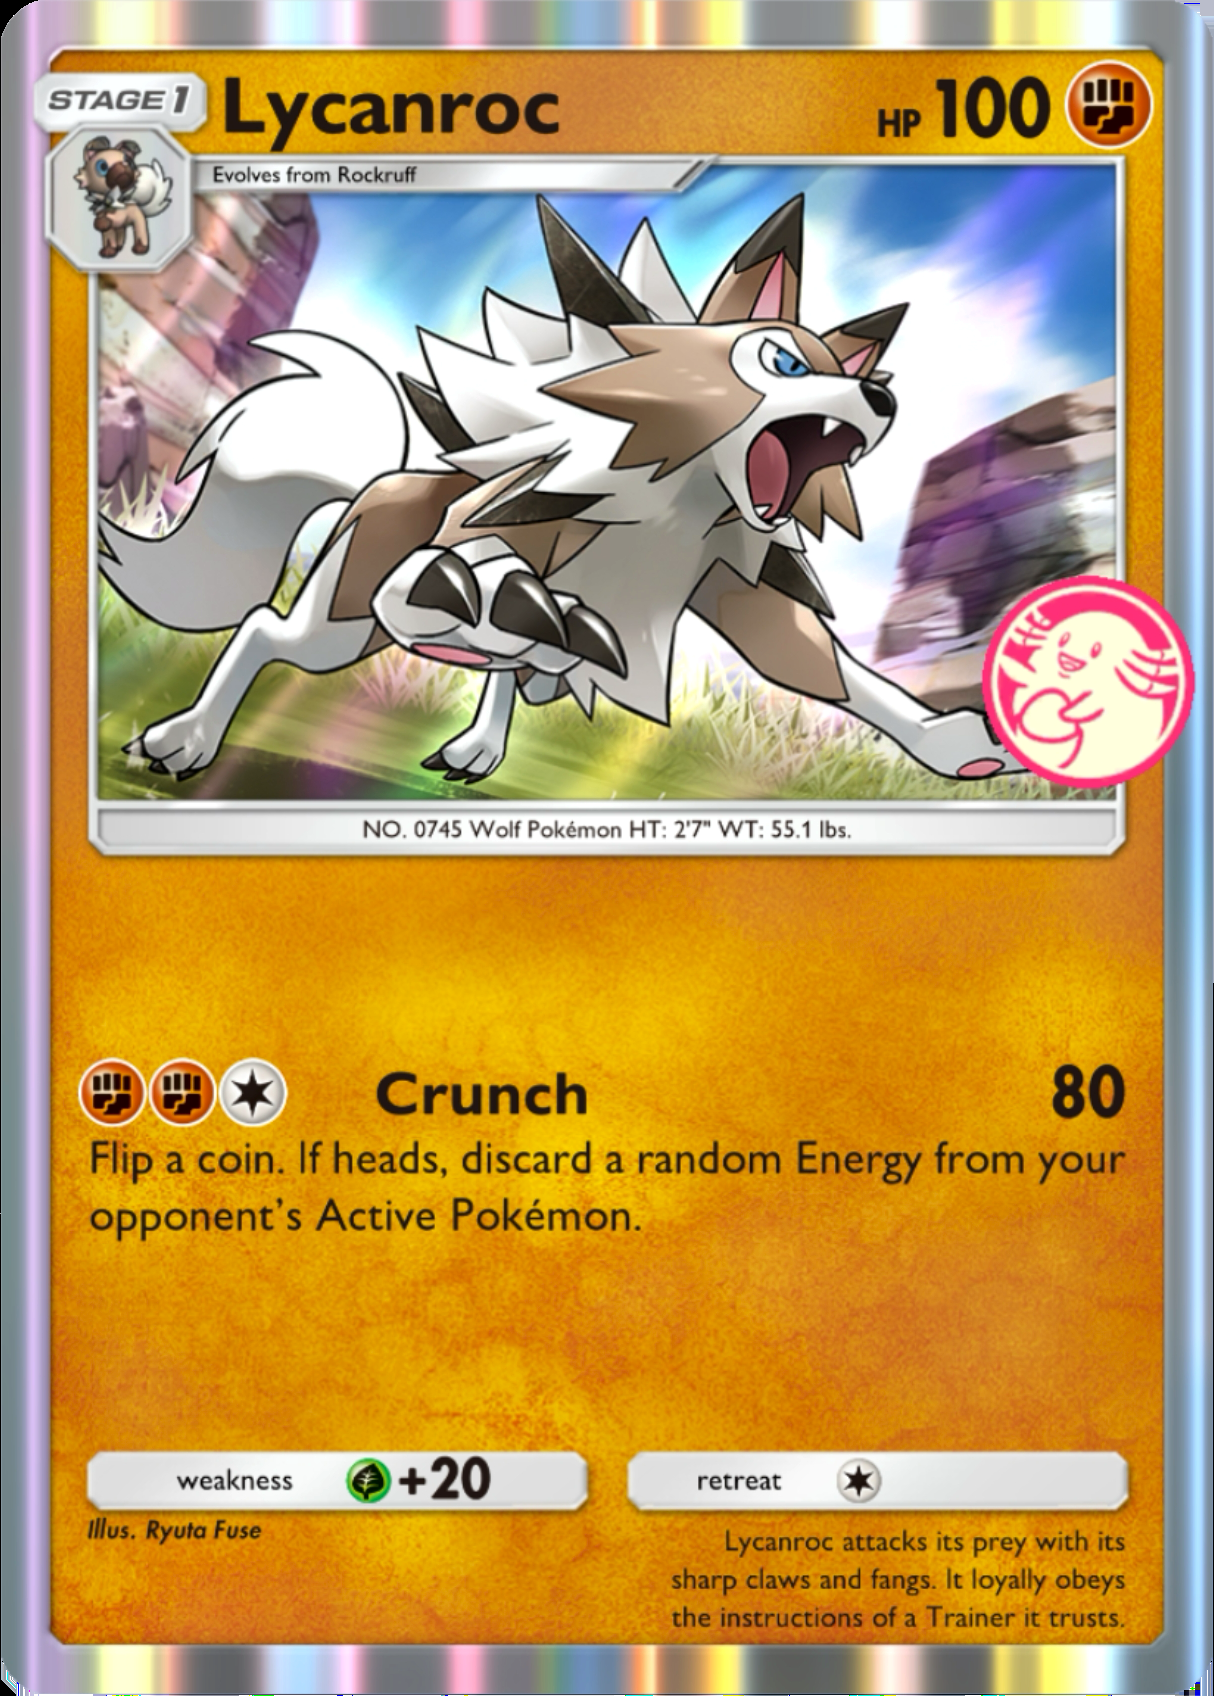 STAGE 1
Lycanroc
HP 100
Evolves from Rockruff
NO. 0745 Wolf Pokémon HT: 2'7" WT: 55.1 lbs.
Crunch 80
Flip a coin. If heads, discard a random Energy from your
opponent's Active Pokémon.
weakness +20
retreat
Illus. Ryuta Fuse
Lycanroc attacks its prey with its
sharp claws and fangs. It loyally obeys
the instructions of a Trainer it trusts.